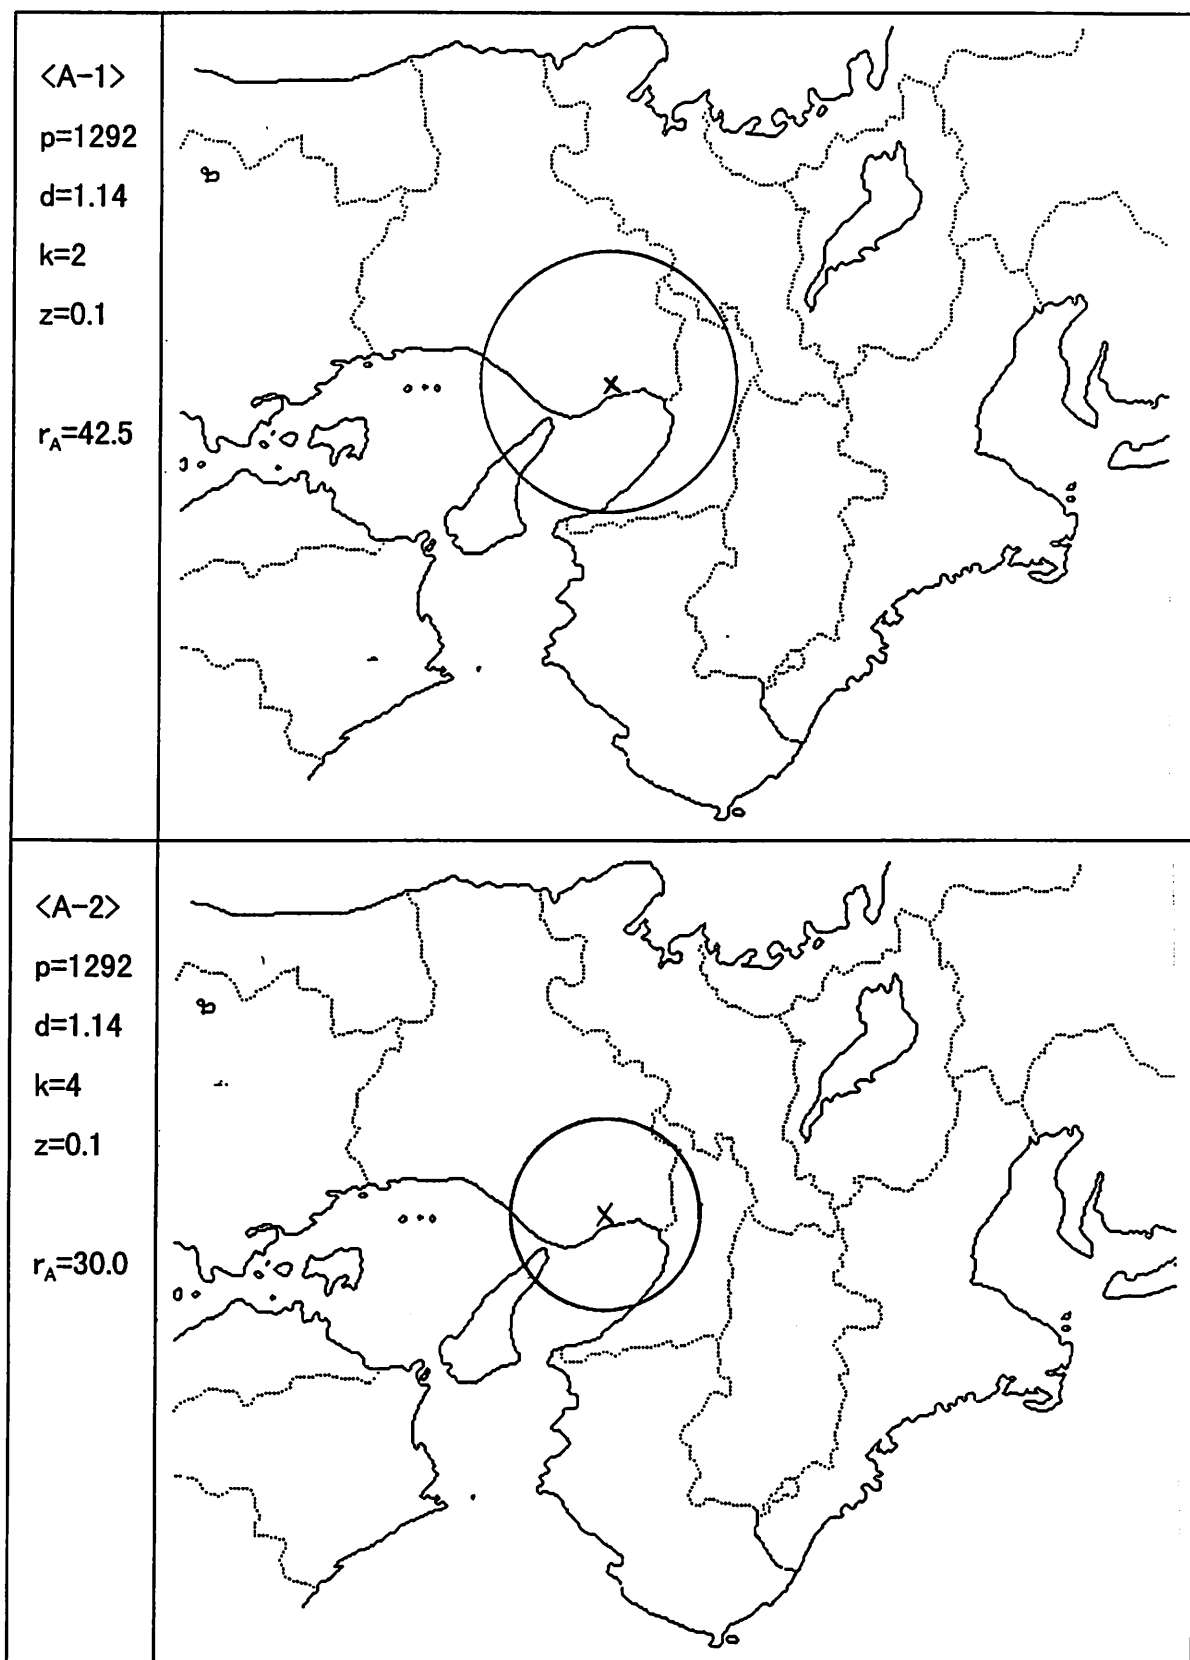 <A-1>
p=1292
d=1.14
k=2
z=0.1
r_A=42.5
<A-2>
p=1292
d=1.14
k=4
z=0.1
r_A=30.0